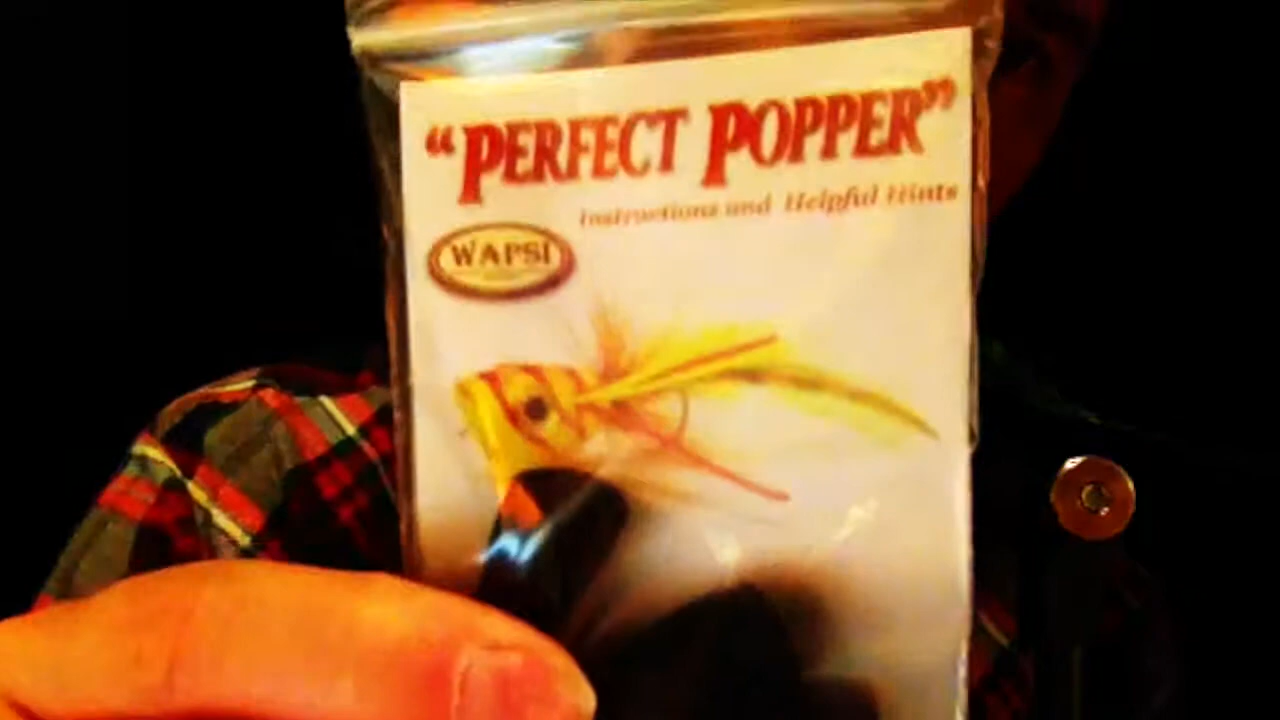 “PERFECT POPPER”
Instructions and Helpful Hints
WAPSI